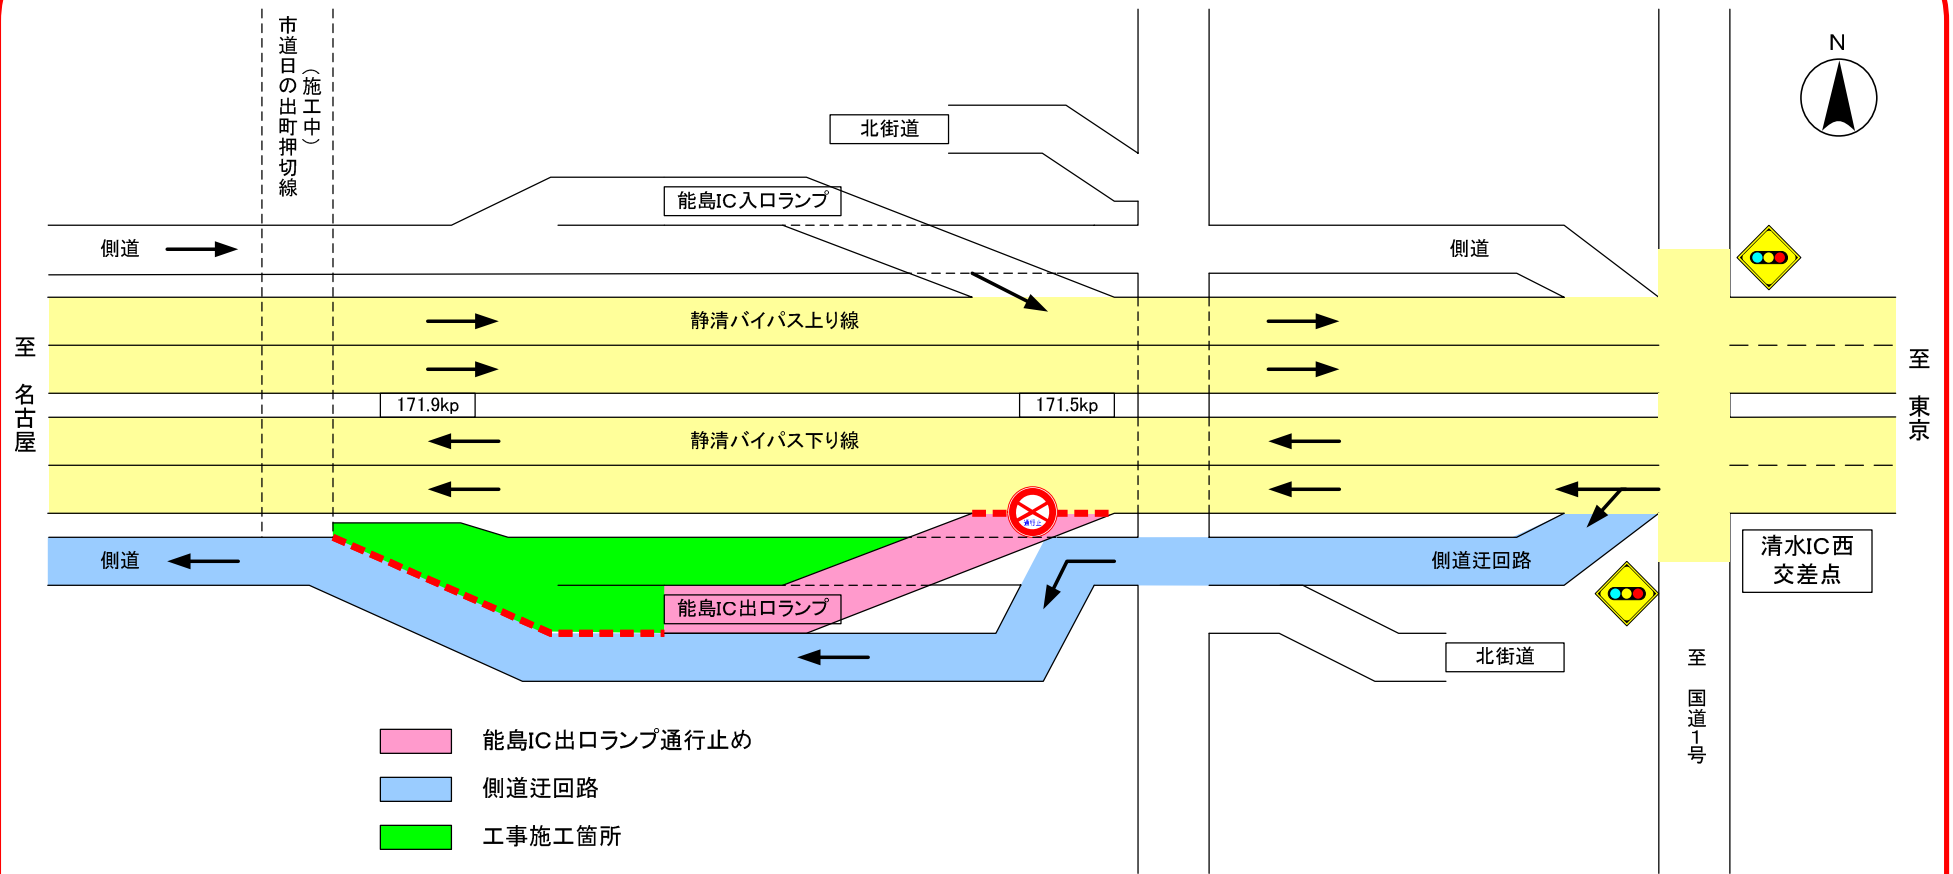 市道日の出町押切線
（施工中）
N
北街道
能島IC入口ランプ
側道
側道
静清バイパス上り線
至 名古屋
至 東京
171.9kp
171.5kp
静清バイパス下り線
通行止
側道
側道迂回路
清水IC西
交差点
能島IC出口ランプ
北街道
至 国道1号
能島IC出口ランプ通行止め
側道迂回路
工事施工箇所